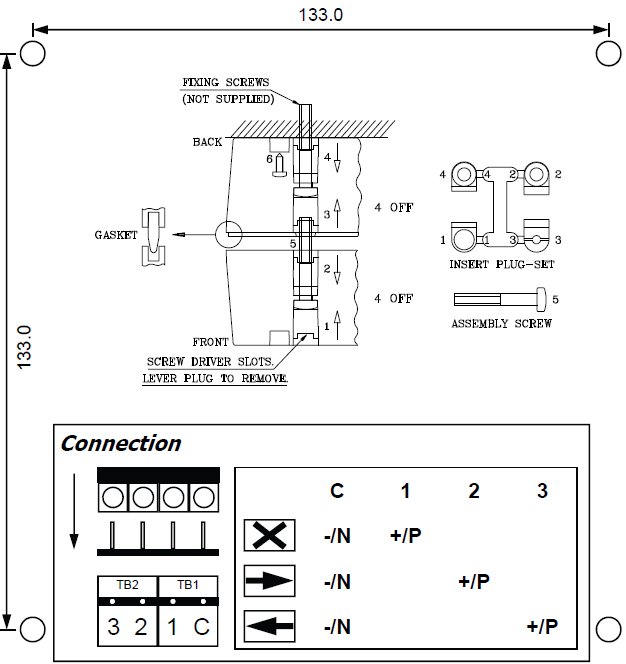 133.0
133.0
FIXING SCREWS
(NOT SUPPLIED)
BACK
6
4
3
4 OFF
GASKET
5
2
4 OFF
1
FRONT
SCREW DRIVER SLOTS.
LEVER PLUG TO REMOVE.
4 4 2 2
1 1 3 3
INSERT PLUG-SET
5
ASSEMBLY SCREW
Connection
TB2 TB1
3 2 1 C
C 1 2 3
-/N +/P
-/N +/P
-/N +/P